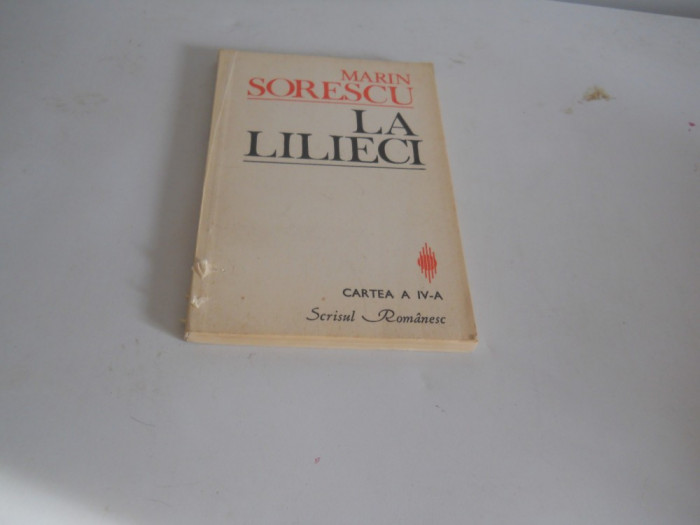 MARIN
SORESCU
LA
LILIECI
CARTEA A IV-A
Scrisul Românesc